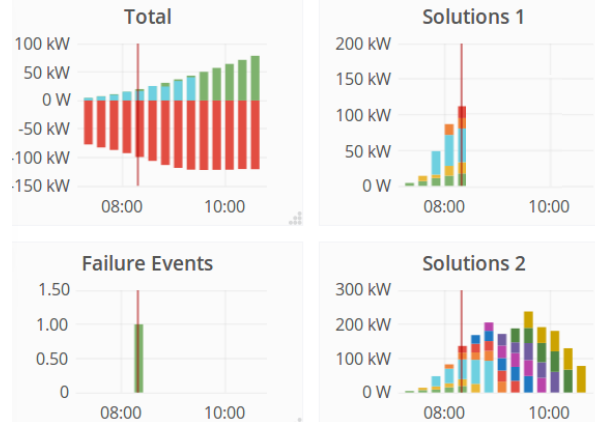 Total
100 kW
50 kW
0 W
-50 kW
-100 kW
-150 kW
08:00 10:00
Solutions 1
200 kW
150 kW
100 kW
50 kW
0 W
08:00 10:00
Failure Events
1.50
1.00
0.50
0
08:00 10:00
Solutions 2
300 kW
200 kW
100 kW
0 W
08:00 10:00